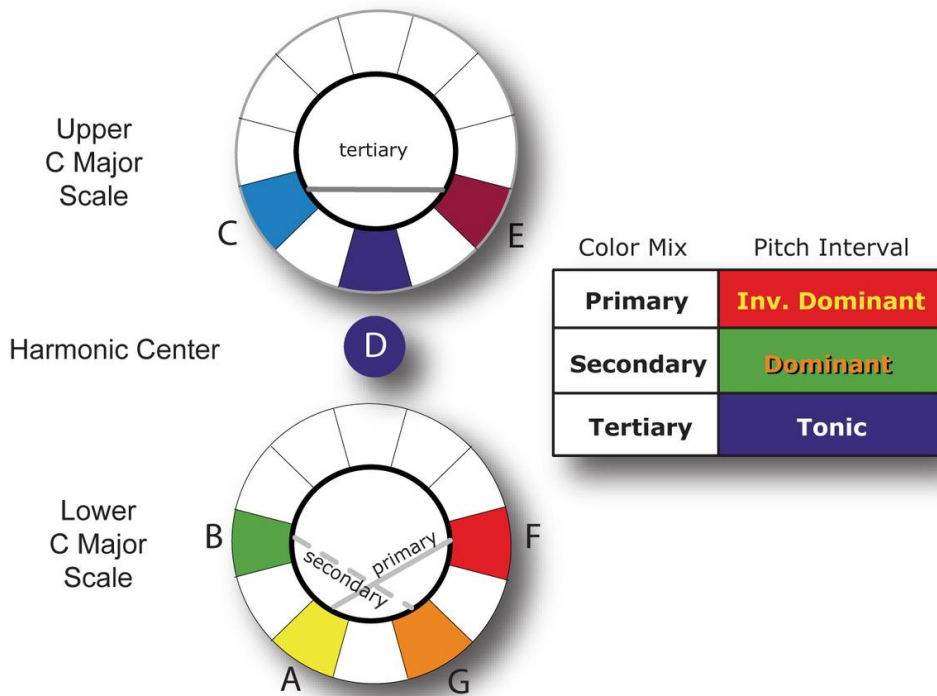 Upper
C Major
Scale
tertiary
C
E
Harmonic Center
D
Color Mix
Pitch Interval
Primary
Inv. Dominant
Secondary
Dominant
Tertiary
Tonic
Lower
C Major
Scale
B
F
primary
secondary
A
G